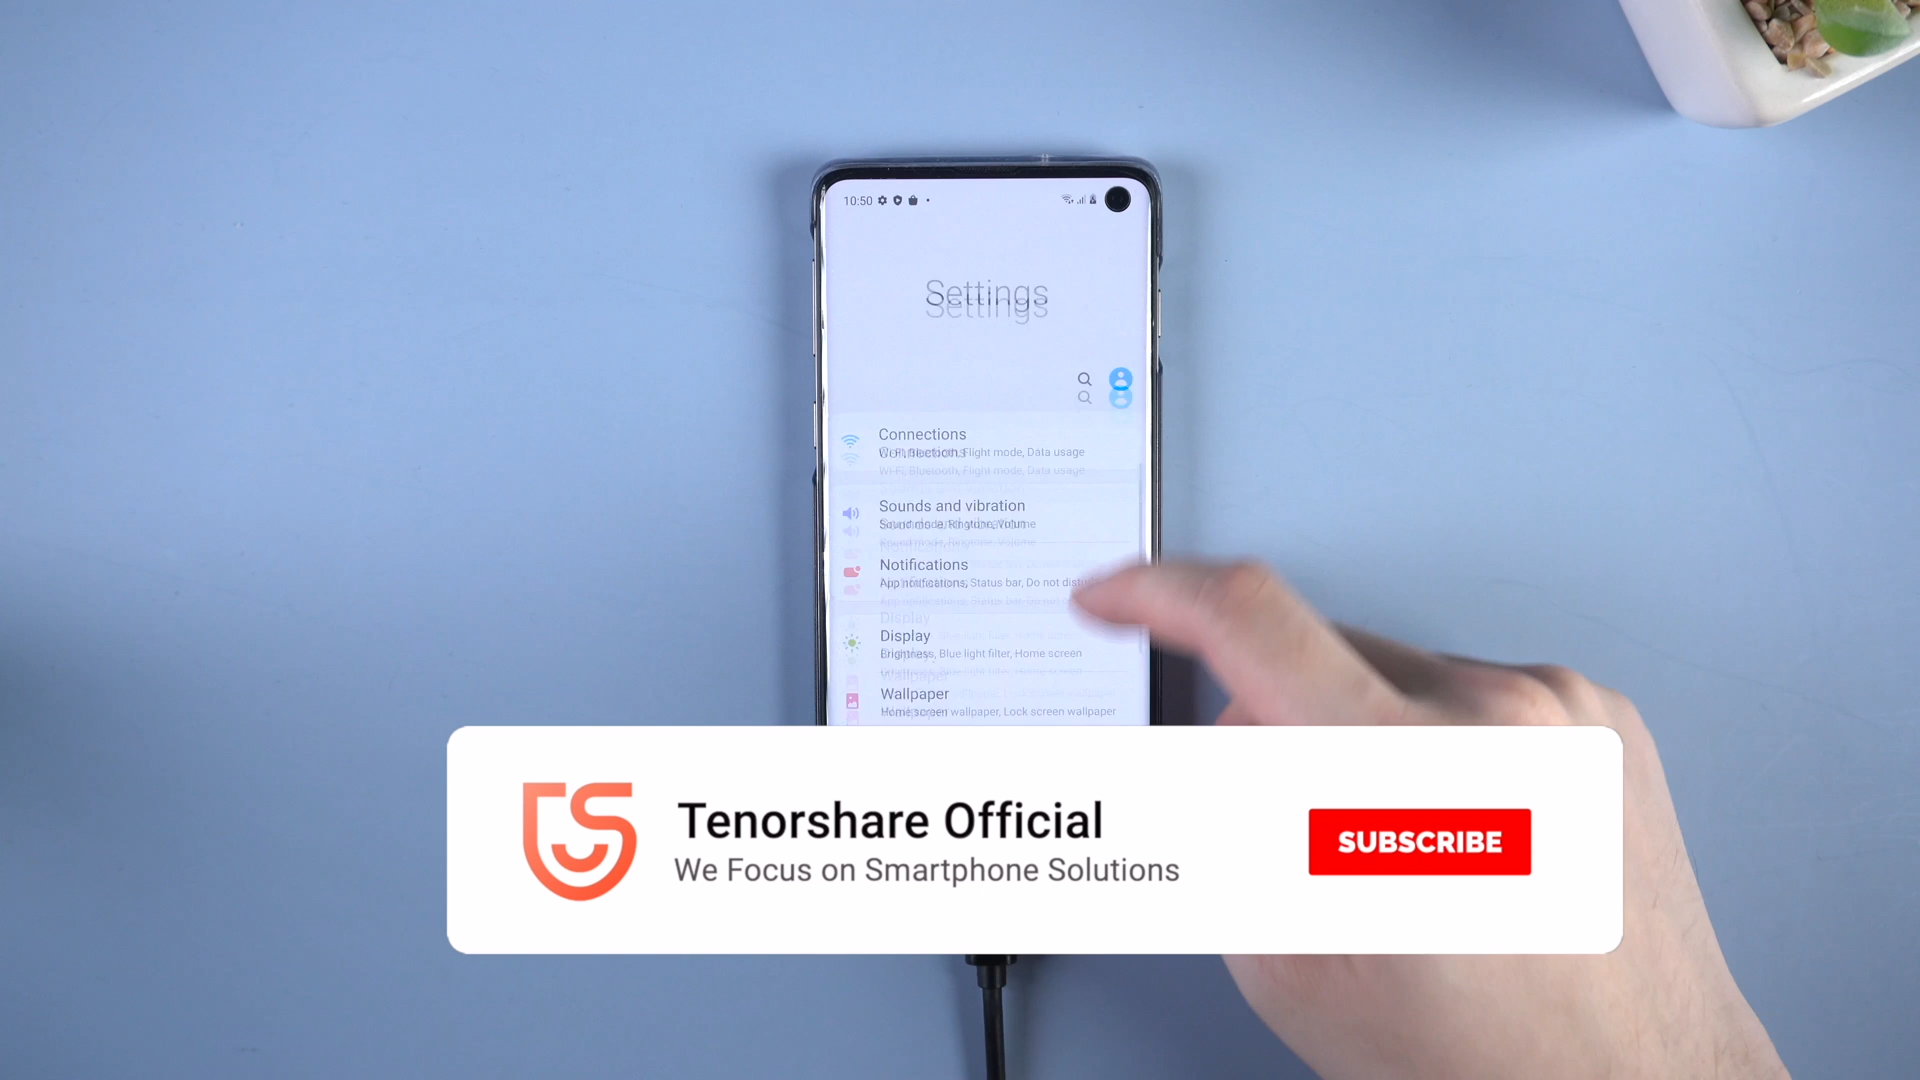 10:50
Settings
Connections
Wi-Fi, Bluetooth, Flight mode, Data usage
Sounds and vibration
Sound mode, Ringtone, Volume
Notifications
App notifications, Status bar, Do not
Display
Brightness, Blue light filter, Home screen
Wallpaper
Home screen wallpaper, Lock screen wallpaper
Tenorshare Official
We Focus on Smartphone Solutions
SUBSCRIBE